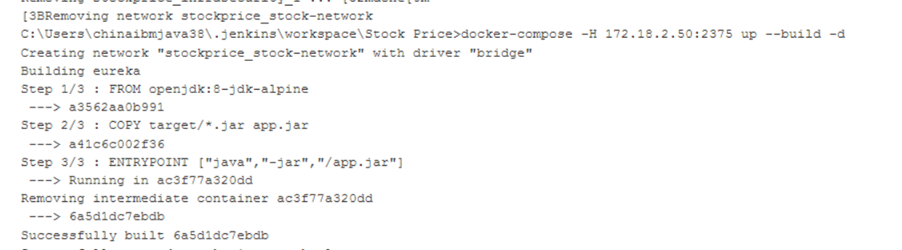 [3BRemoving network stockprice_stock-network
C:\Users\chinaibmjava38\.jenkins\workspace\Stock Price>docker-compose -H 172.18.2.50:2375 up --build -d
Creating network "stockprice_stock-network" with driver "bridge"
Building eureka
Step 1/3 : FROM openjdk:8-jdk-alpine
---> a3562aa0b991
Step 2/3 : COPY target/*.jar app.jar
---> a41c6c002f36
Step 3/3 : ENTRYPOINT ["java","-jar","/app.jar"]
---> Running in ac3f77a320dd
Removing intermediate container ac3f77a320dd
---> 6a5d1dc7ebdb
Successfully built 6a5d1dc7ebdb